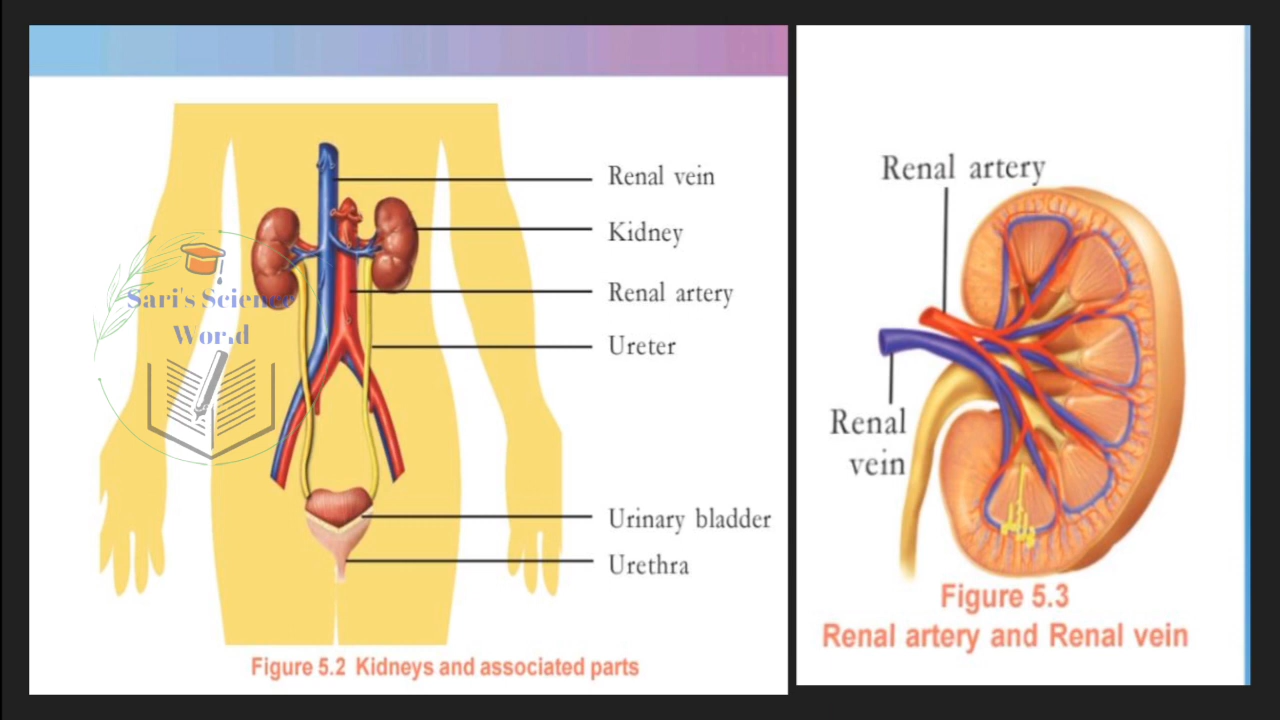 Renal vein
Kidney
Renal artery
Ureter
Urinary bladder
Urethra
Sari's Science
World
Figure 5.2 Kidneys and associated parts
Renal artery
Renal
vein
Figure 5.3
Renal artery and Renal vein